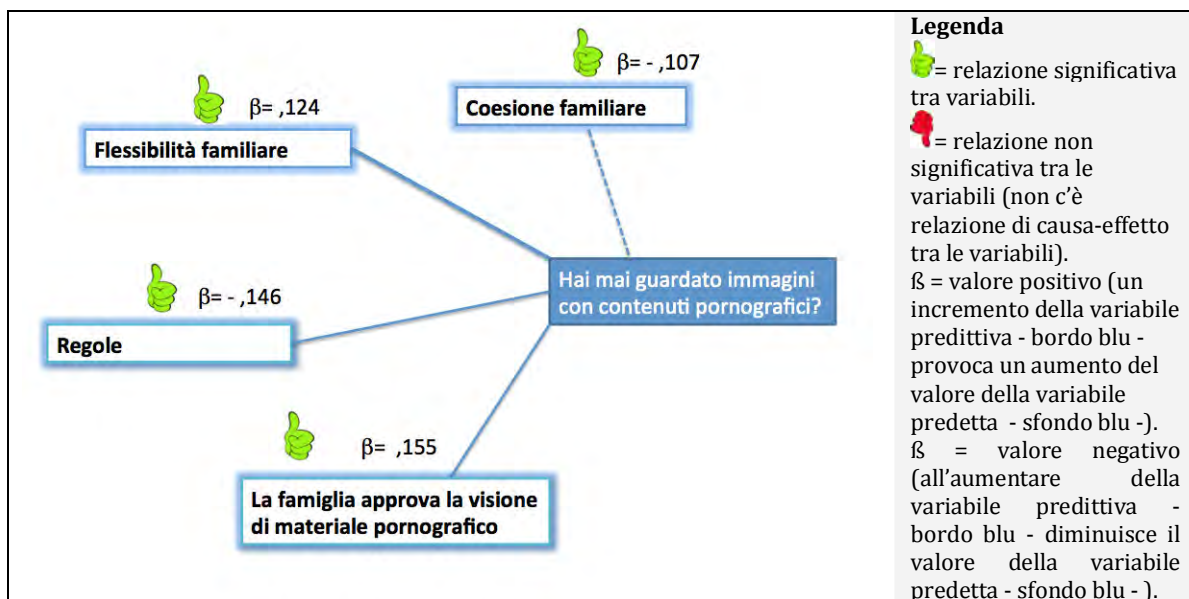 β= - ,107
Coesione familiare
β= ,124
Flessibilità familiare
Hai mai guardato immagini
con contenuti pornografici?
β= - ,146
Regole
β=  ,155
La famiglia approva la visione
di materiale pornografico
Legenda
= relazione significativa
tra variabili.
= relazione non
significativa tra le
variabili (non c’è
relazione di causa-effetto
tra le variabili).
ß = valore positivo (un
incremento della variabile
predittiva - bordo blu -
provoca un aumento del
valore della variabile
predetta  - sfondo blu -).
ß = valore negativo
(all’aumentare della
variabile predittiva -
bordo blu - diminuisce il
valore della variabile
predetta - sfondo blu - ).